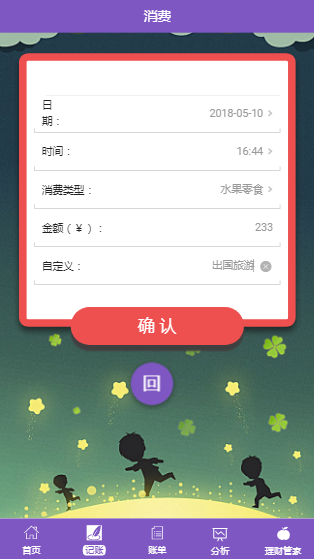 消费
日
期： 2018-05-10
时间： 16:44
消费类型： 水果零食
金额（¥）： 233
自定义： 出国旅游
确认
回
首页 记账 账单 分析 理财管家